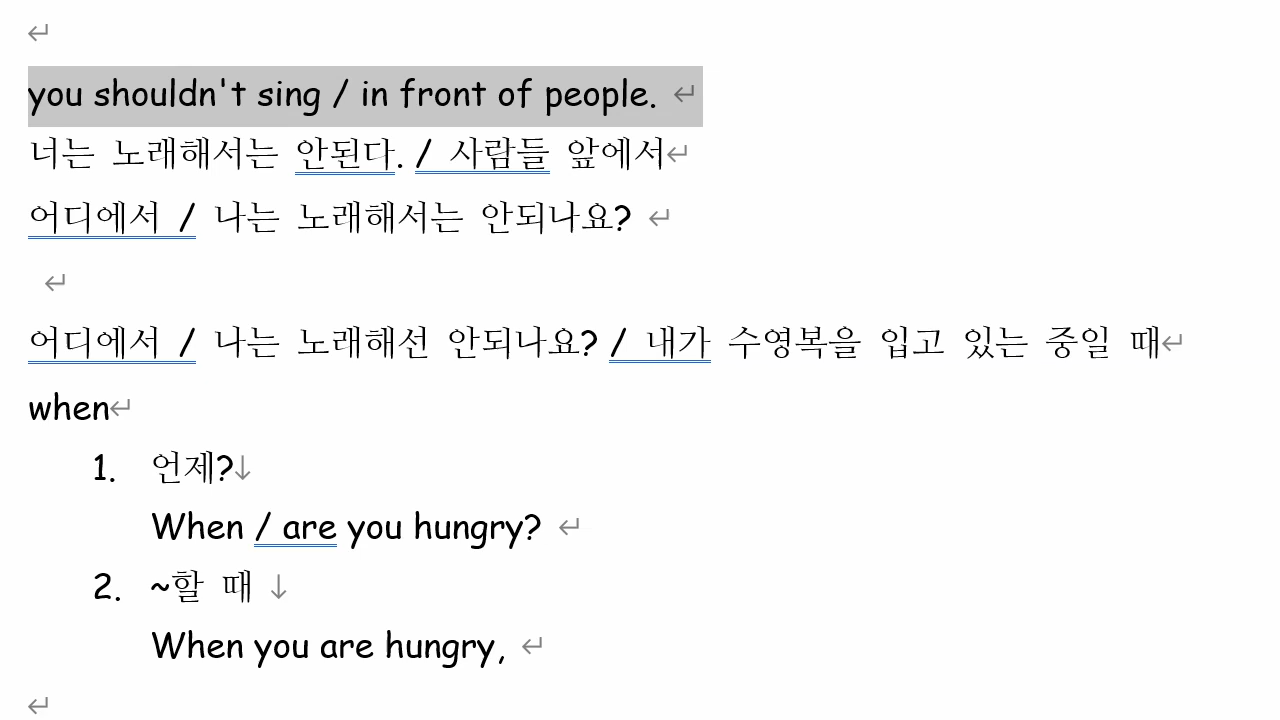 you shouldn't sing / in front of people.
너는 노래해서는 안된다. / 사람들 앞에서
어디에서 / 나는 노래해서는 안되나요?
어디에서 / 나는 노래해선 안되나요? / 내가 수영복을 입고 있는 중일 때
when
1. 언제?
When / are you hungry?
2. ~할 때
When you are hungry,